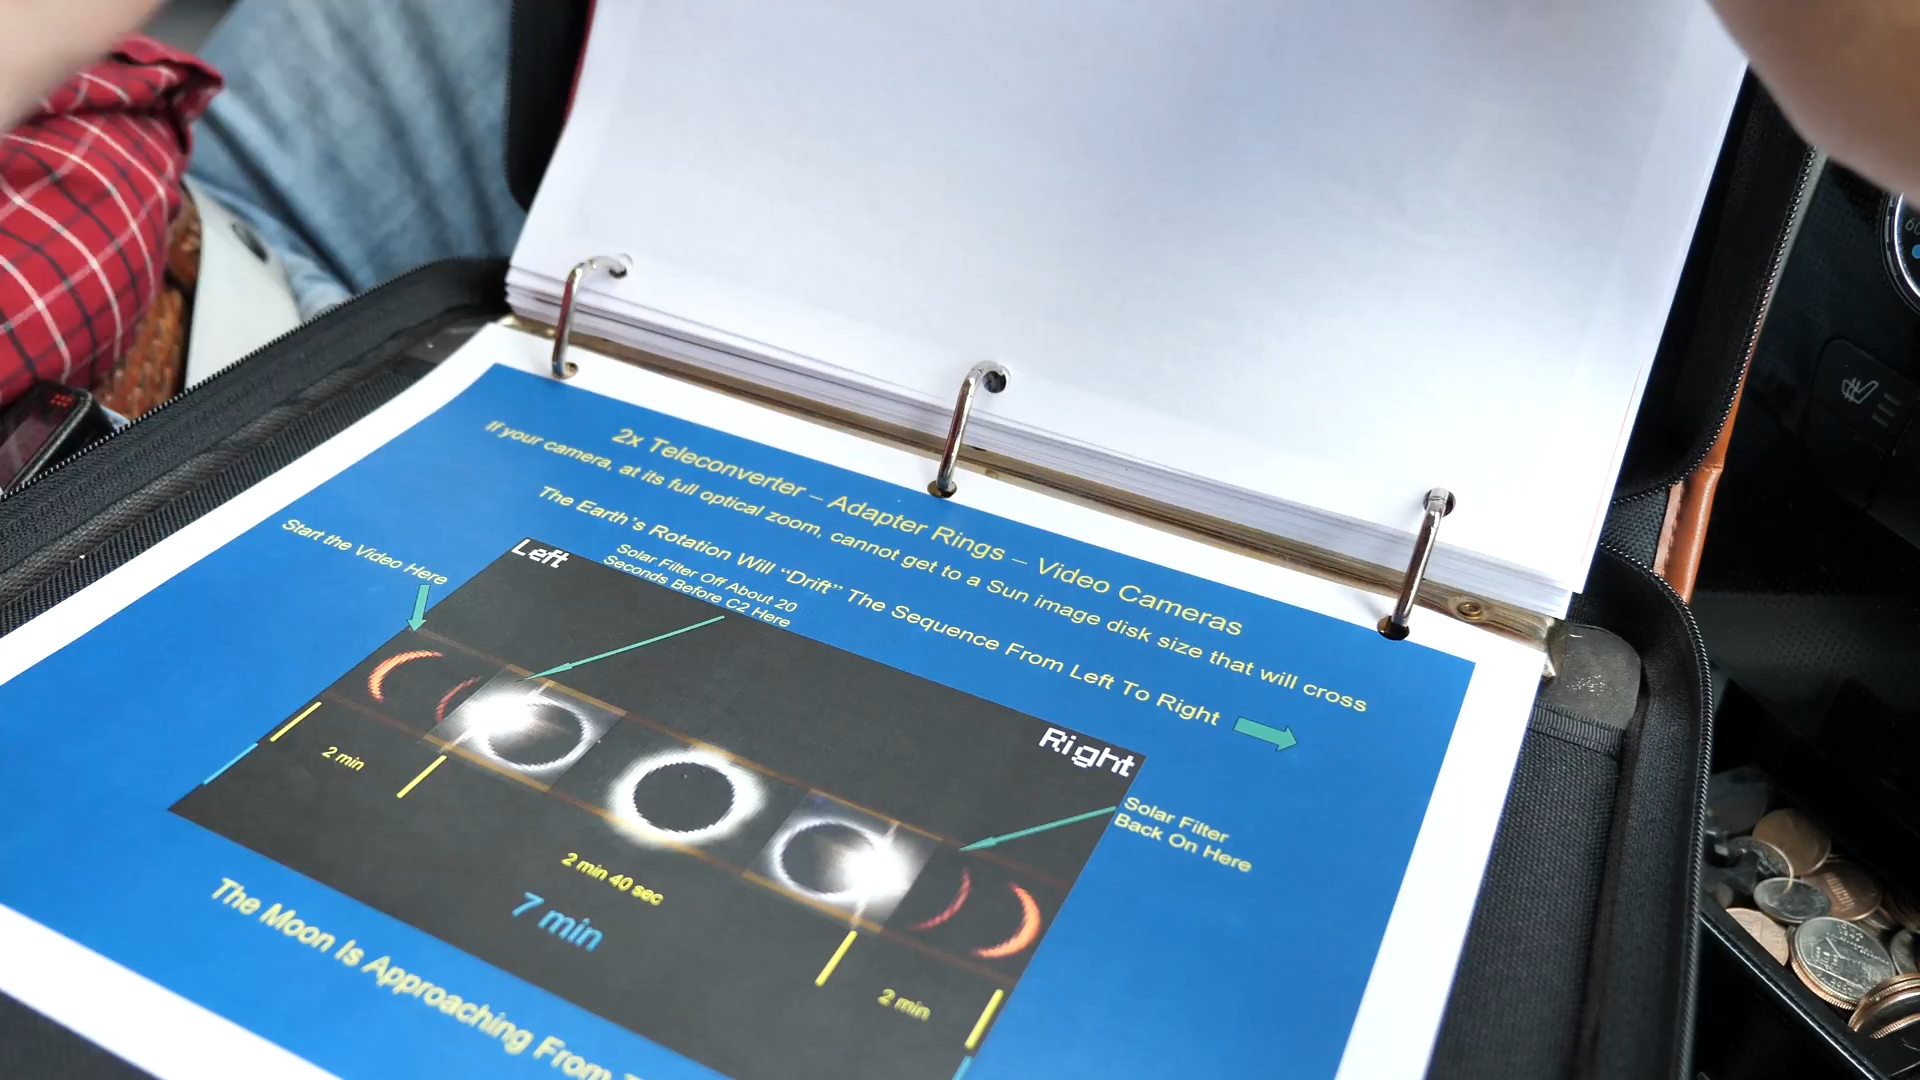 2x Teleconverter – Adapter Rings – Video Cameras
If your camera, at its full optical zoom, cannot get to a Sun image disk size that will cross
The Earth's Rotation Will “Drift” The Sequence From Left To Right
Start the Video Here
Left
Solar Filter Off About 20
Seconds Before C2 Here
Right
Solar Filter
Back On Here
2 min
2 min 40 sec
2 min
7 min
The Moon Is Approaching From